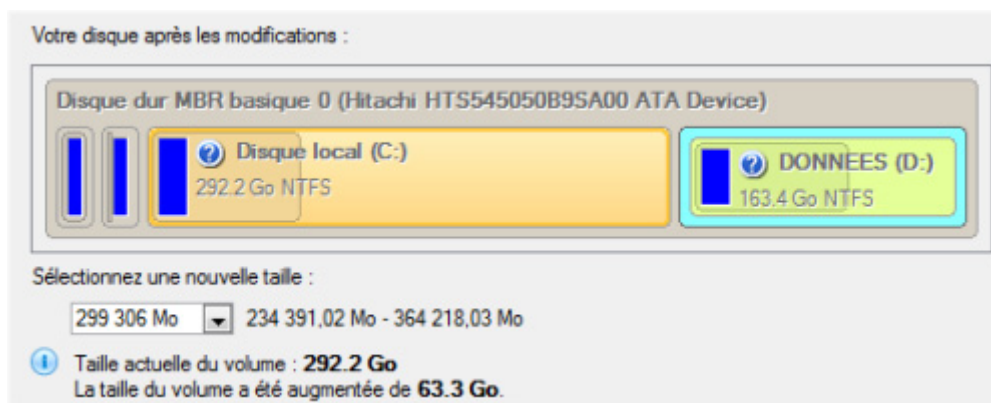 Votre disque après les modifications :
Disque dur MBR basique 0 (Hitachi HTS545050B9SA00 ATA Device)
Disque local (C:)
292.2 Go NTFS
DONNEES (D:)
163.4 Go NTFS
Sélectionnez une nouvelle taille :
299 306 Mo 234 391,02 Mo - 364 218,03 Mo
Taille actuelle du volume : 292.2 Go
La taille du volume a été augmentée de 63.3 Go.